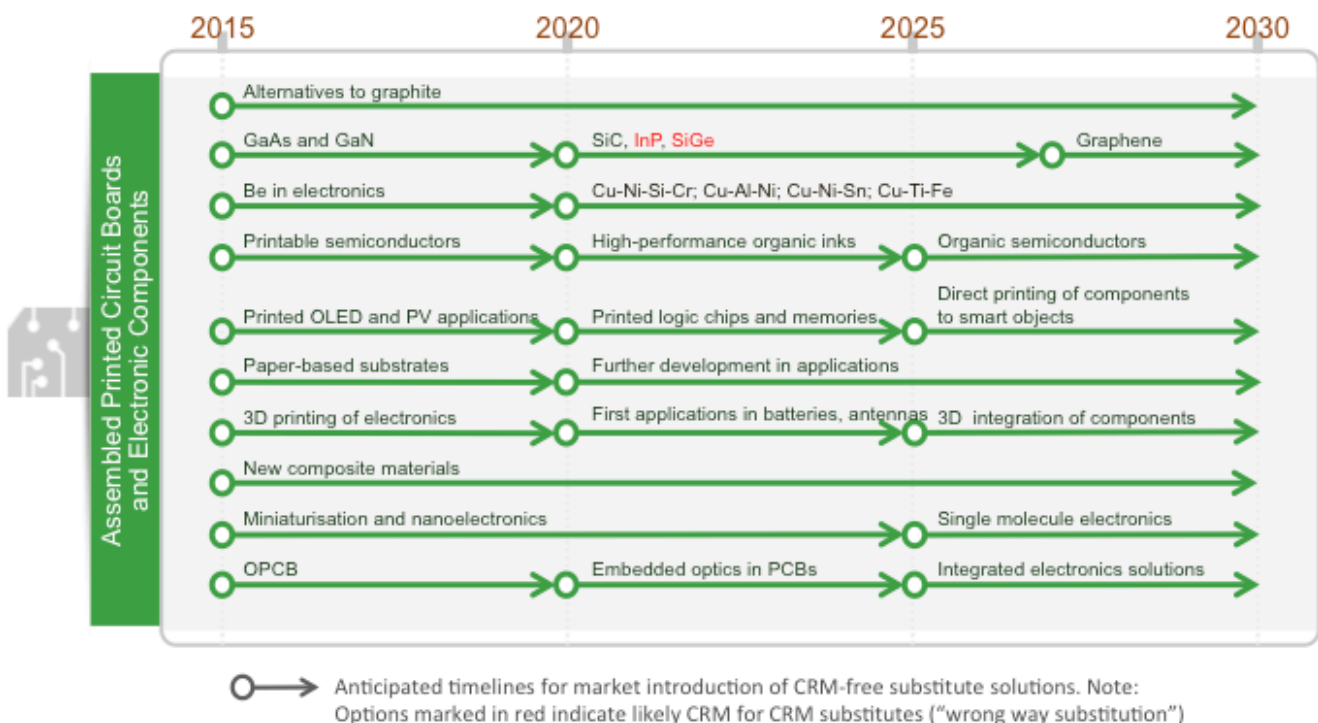 2015 2020 2025 2030
Assembled Printed Circuit Boards
and Electronic Components
Alternatives to graphite
GaAs and GaN SiC, InP, SiGe Graphene
Be in electronics Cu-Ni-Si-Cr; Cu-Al-Ni; Cu-Ni-Sn; Cu-Ti-Fe
Printable semiconductors High-performance organic inks Organic semiconductors
Direct printing of components
Printed OLED and PV applications Printed logic chips and memories to smart objects
Paper-based substrates Further development in applications
3D printing of electronics First applications in batteries, antennas 3D integration of components
New composite materials
Miniaturisation and nanoelectronics Single molecule electronics
OPCB Embedded optics in PCBs Integrated electronics solutions
Anticipated timelines for market introduction of CRM-free substitute solutions. Note:
Options marked in red indicate likely CRM for CRM substitutes (“wrong way substitution”)